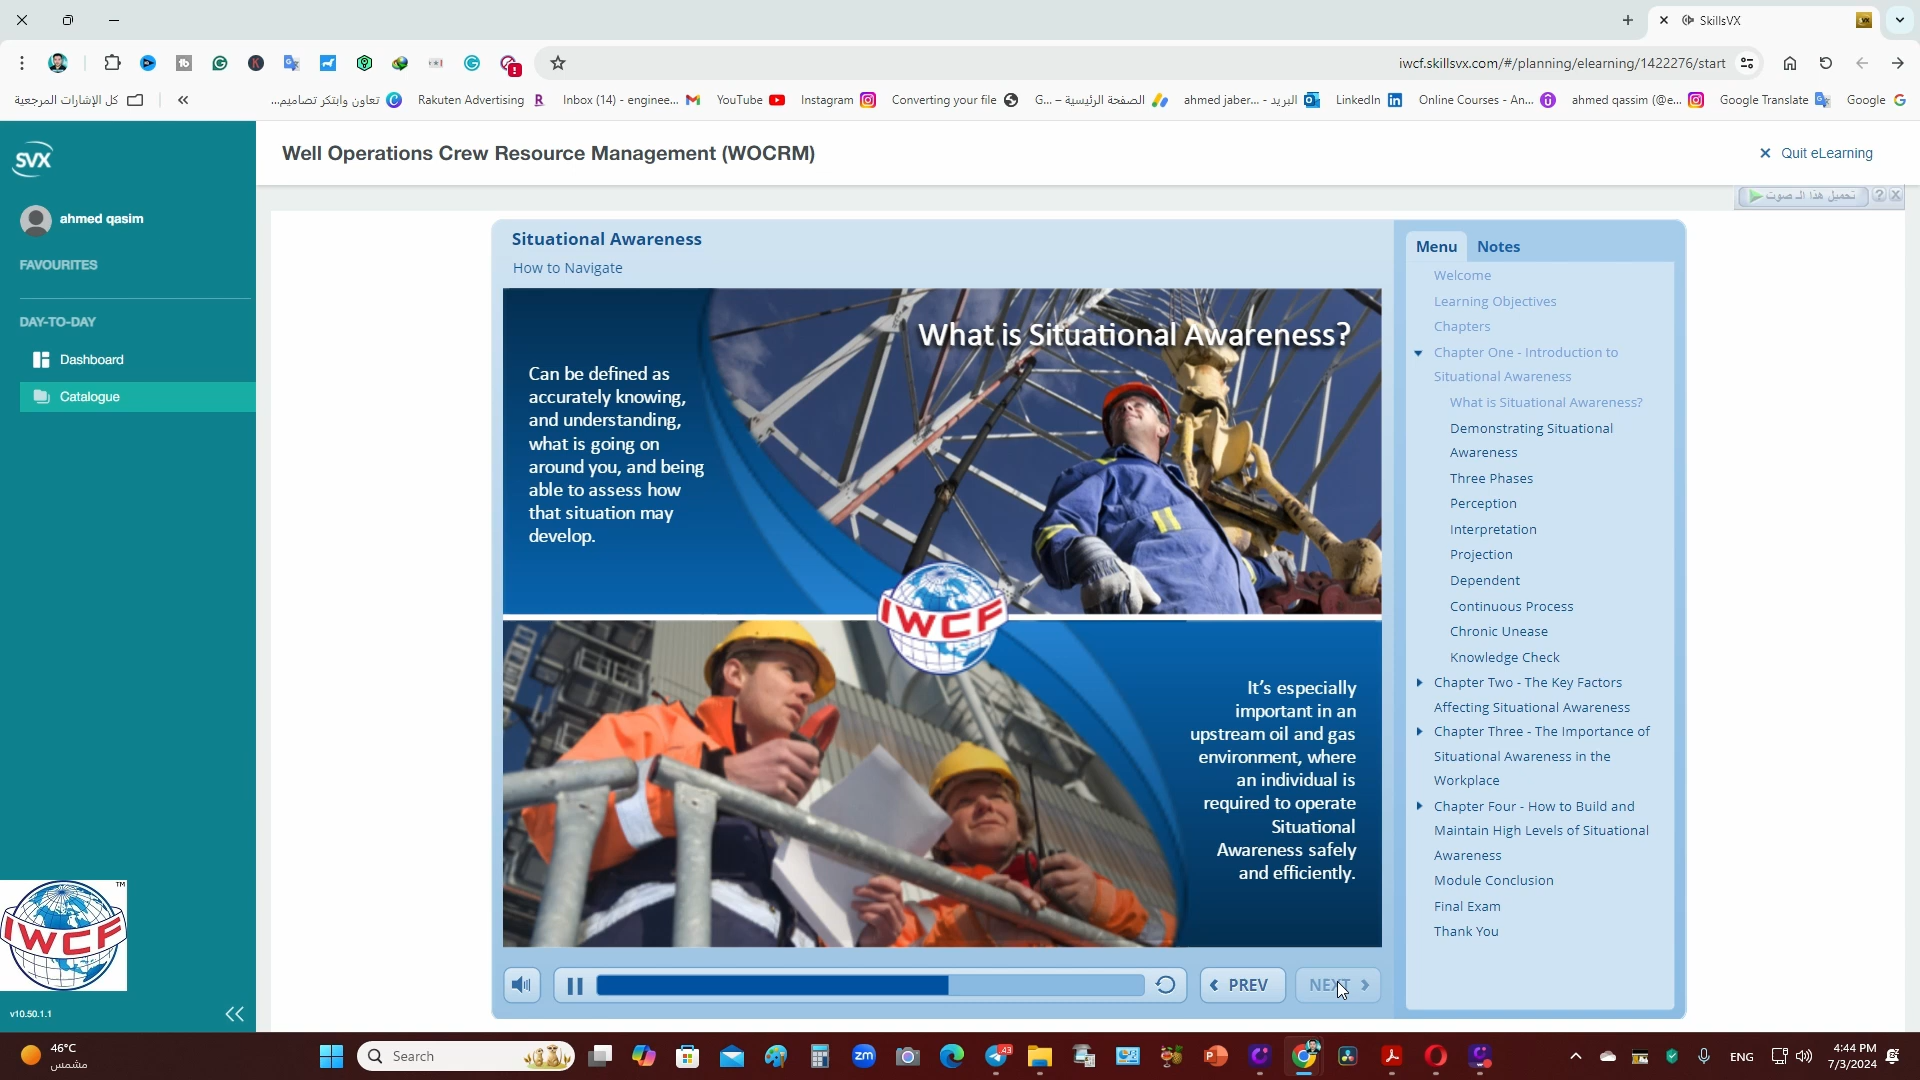 SkillsVX
iwcf.skillsvx.com/#/planning/elearning/1422276/start
كل الإشارات المرجعية
تعاون وابتكر تصاميم...
Rakuten Advertising
Inbox (14) - enginee...
YouTube
Instagram
Converting your file
الصفحة الرئيسية – G...
ahmed jaber... - البريد
LinkedIn
Online Courses - An...
ahmed qassim (@e...
Google Translate
Google
SVX
Well Operations Crew Resource Management (WOCRM)
Quit eLearning
تحميل هذا الـ صوت
ahmed qasim
FAVOURITES
DAY-TO-DAY
Dashboard
Catalogue
Situational Awareness
How to Navigate
What is Situational Awareness?
Can be defined as
accurately knowing,
and understanding,
what is going on
around you, and being
able to assess how
that situation may
develop.
IWCF
It’s especially
important in an
upstream oil and gas
environment, where
an individual is
required to operate
Situational
Awareness safely
and efficiently.
PREV
NEXT
Menu
Notes
Welcome
Learning Objectives
Chapters
Chapter One - Introduction to
Situational Awareness
What is Situational Awareness?
Demonstrating Situational
Awareness
Three Phases
Perception
Interpretation
Projection
Dependent
Continuous Process
Chronic Unease
Knowledge Check
Chapter Two - The Key Factors
Affecting Situational Awareness
Chapter Three - The Importance of
Situational Awareness in the
Workplace
Chapter Four - How to Build and
Maintain High Levels of Situational
Awareness
Module Conclusion
Final Exam
Thank You
IWCF
TM
v10.50.1.1
46°C
مشمس
Search
zm
43
ENG
4:44 PM
7/3/2024